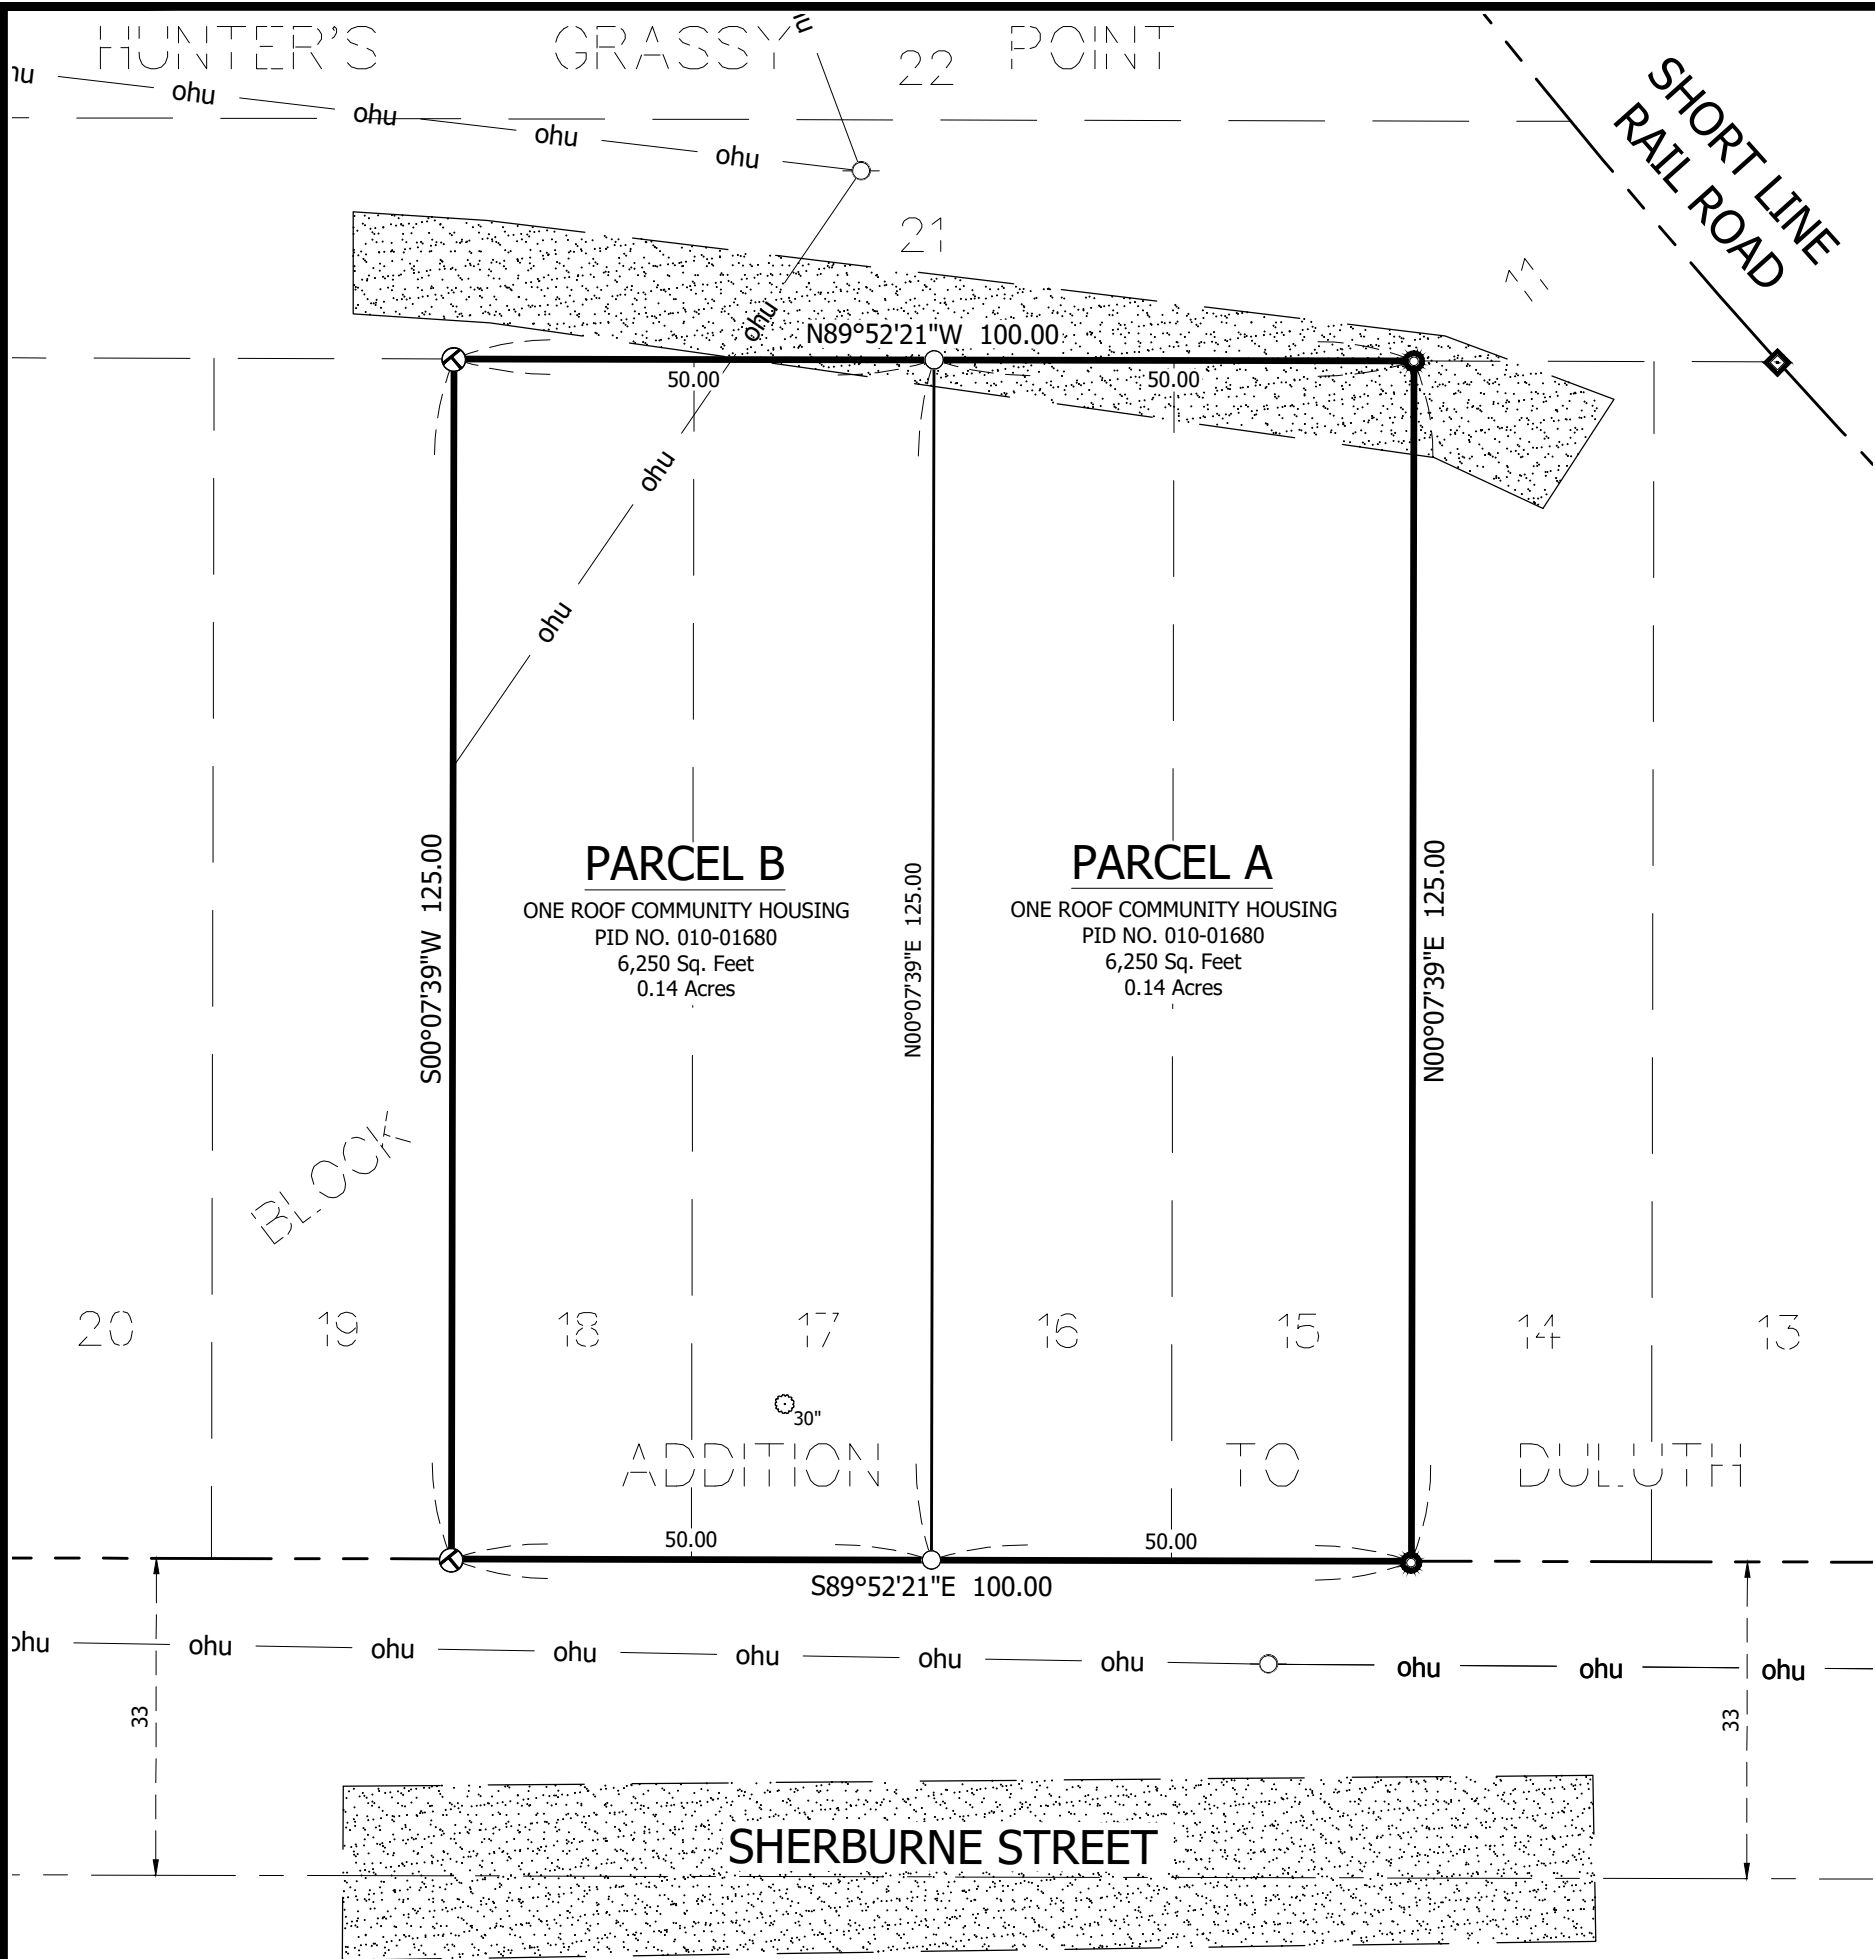 HUNTER'S GRASSY POINT
22
ohu
ohu
ohu
ohu
SHORT LINE
RAIL ROAD
21
11
ohu
N89°52'21"W 100.00
50.00
50.00
ohu
ohu
S00°07'39"W 125.00
PARCEL B
ONE ROOF COMMUNITY HOUSING
PID NO. 010-01680
6,250 Sq. Feet
0.14 Acres
N00°07'39"E 125.00
PARCEL A
ONE ROOF COMMUNITY HOUSING
PID NO. 010-01680
6,250 Sq. Feet
0.14 Acres
N00°07'39"E 125.00
BLOCK
20 19 18 17 16 15 14 13
30"
ADDITION TO DULUTH
50.00
50.00
S89°52'21"E 100.00
ohu ohu ohu ohu ohu ohu ohu ohu ohu ohu
33
33
SHERBURNE STREET